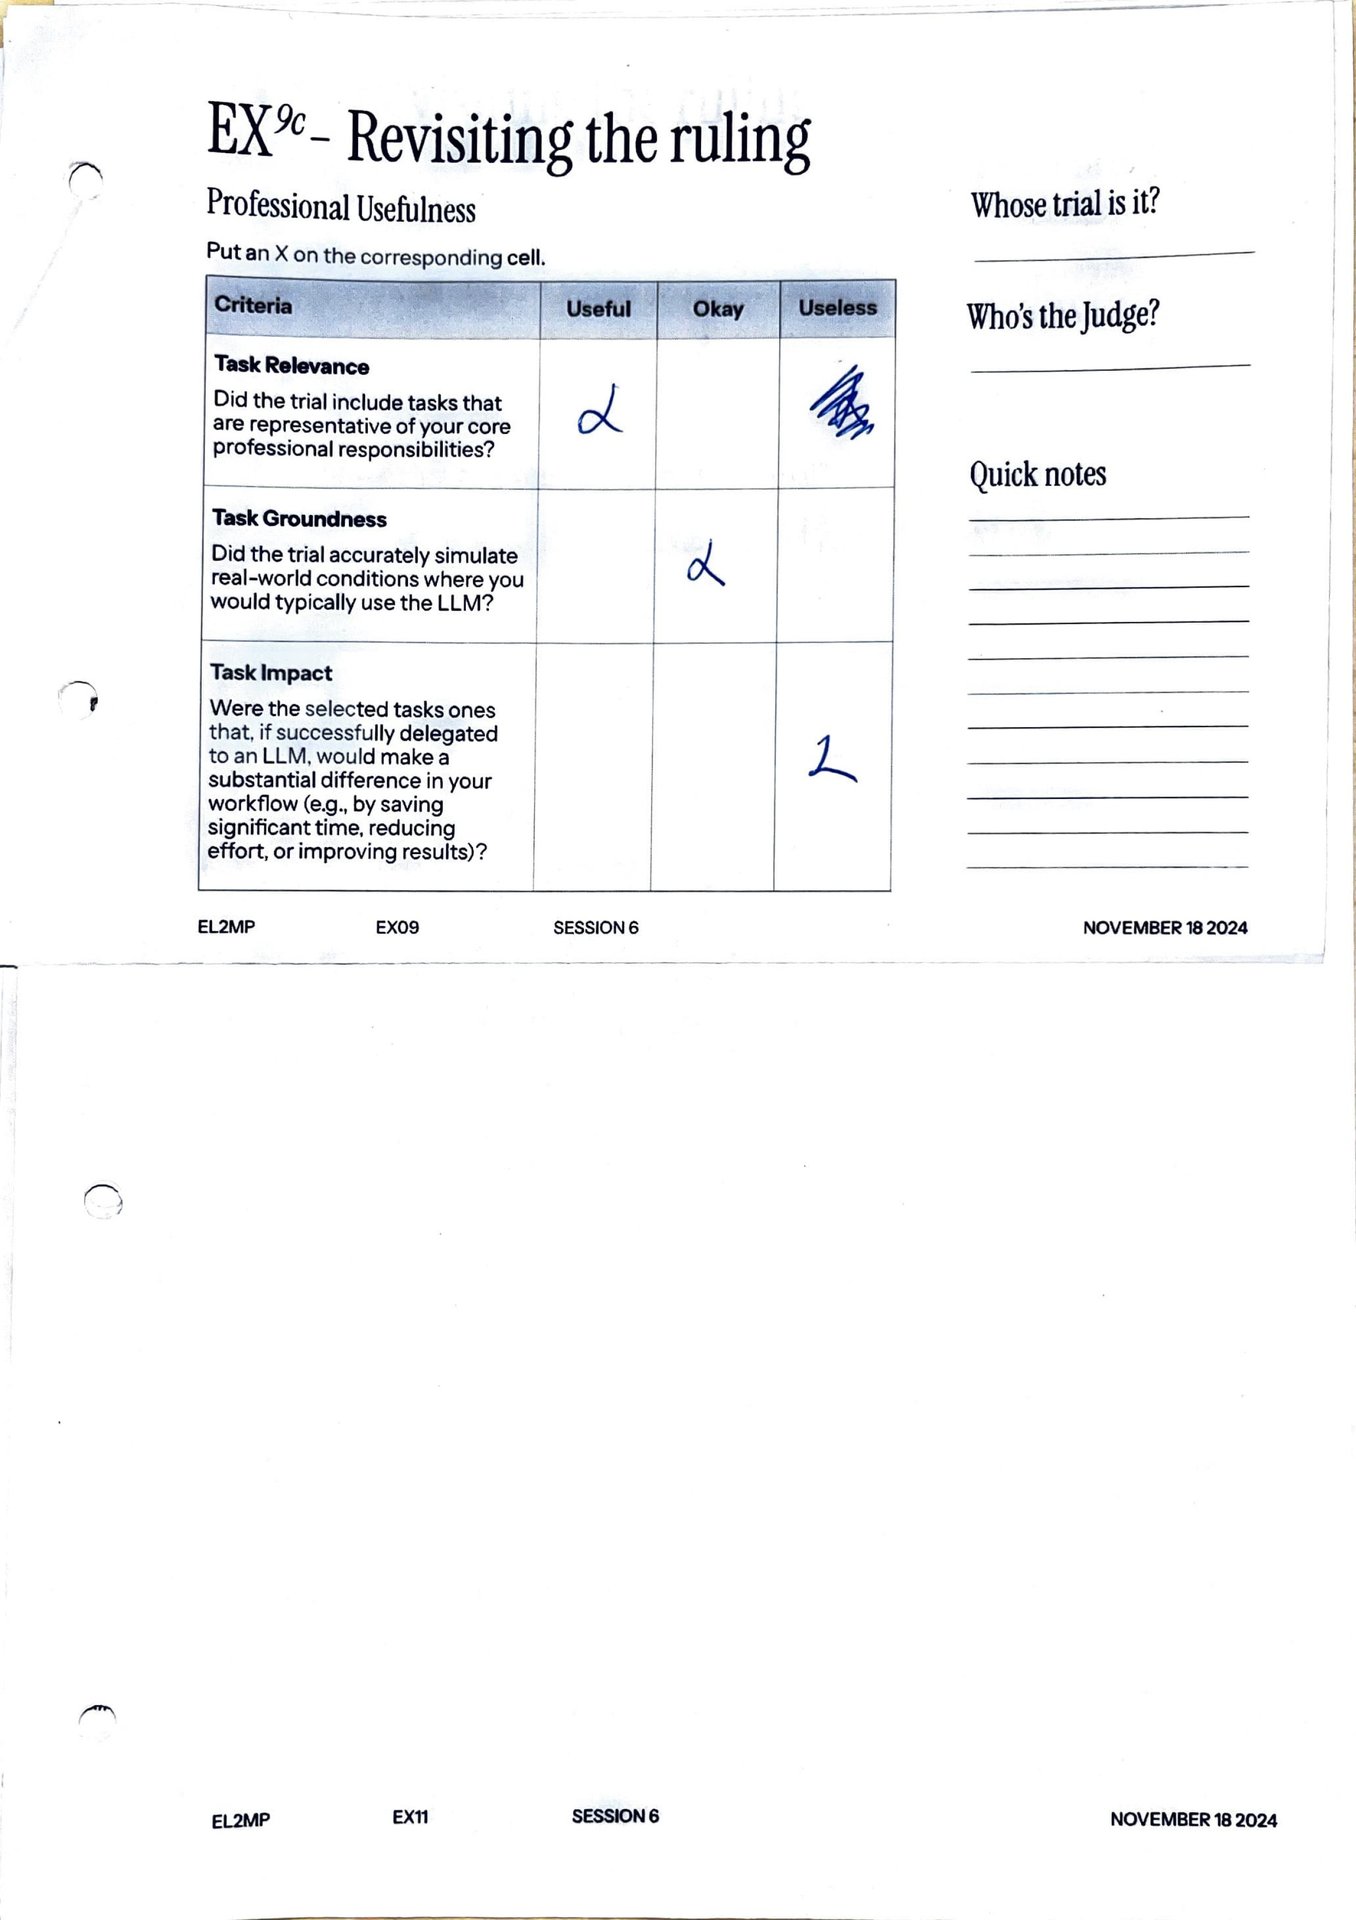 EX9c – Revisiting the ruling
Professional Usefulness
Put an X on the corresponding cell.
Criteria Useful Okay Useless
Task Relevance
Did the trial include tasks that
are representative of your core
professional responsibilities?
Task Groundness
Did the trial accurately simulate
real-world conditions where you
would typically use the LLM?
Task Impact
Were the selected tasks ones
that, if successfully delegated
to an LLM, would make a
substantial difference in your
workflow (e.g., by saving
significant time, reducing
effort, or improving results)?
Whose trial is it?
Who's the Judge?
Quick notes
EL2MP EX09 SESSION 6 NOVEMBER 18 2024
EL2MP EX11 SESSION 6 NOVEMBER 18 2024